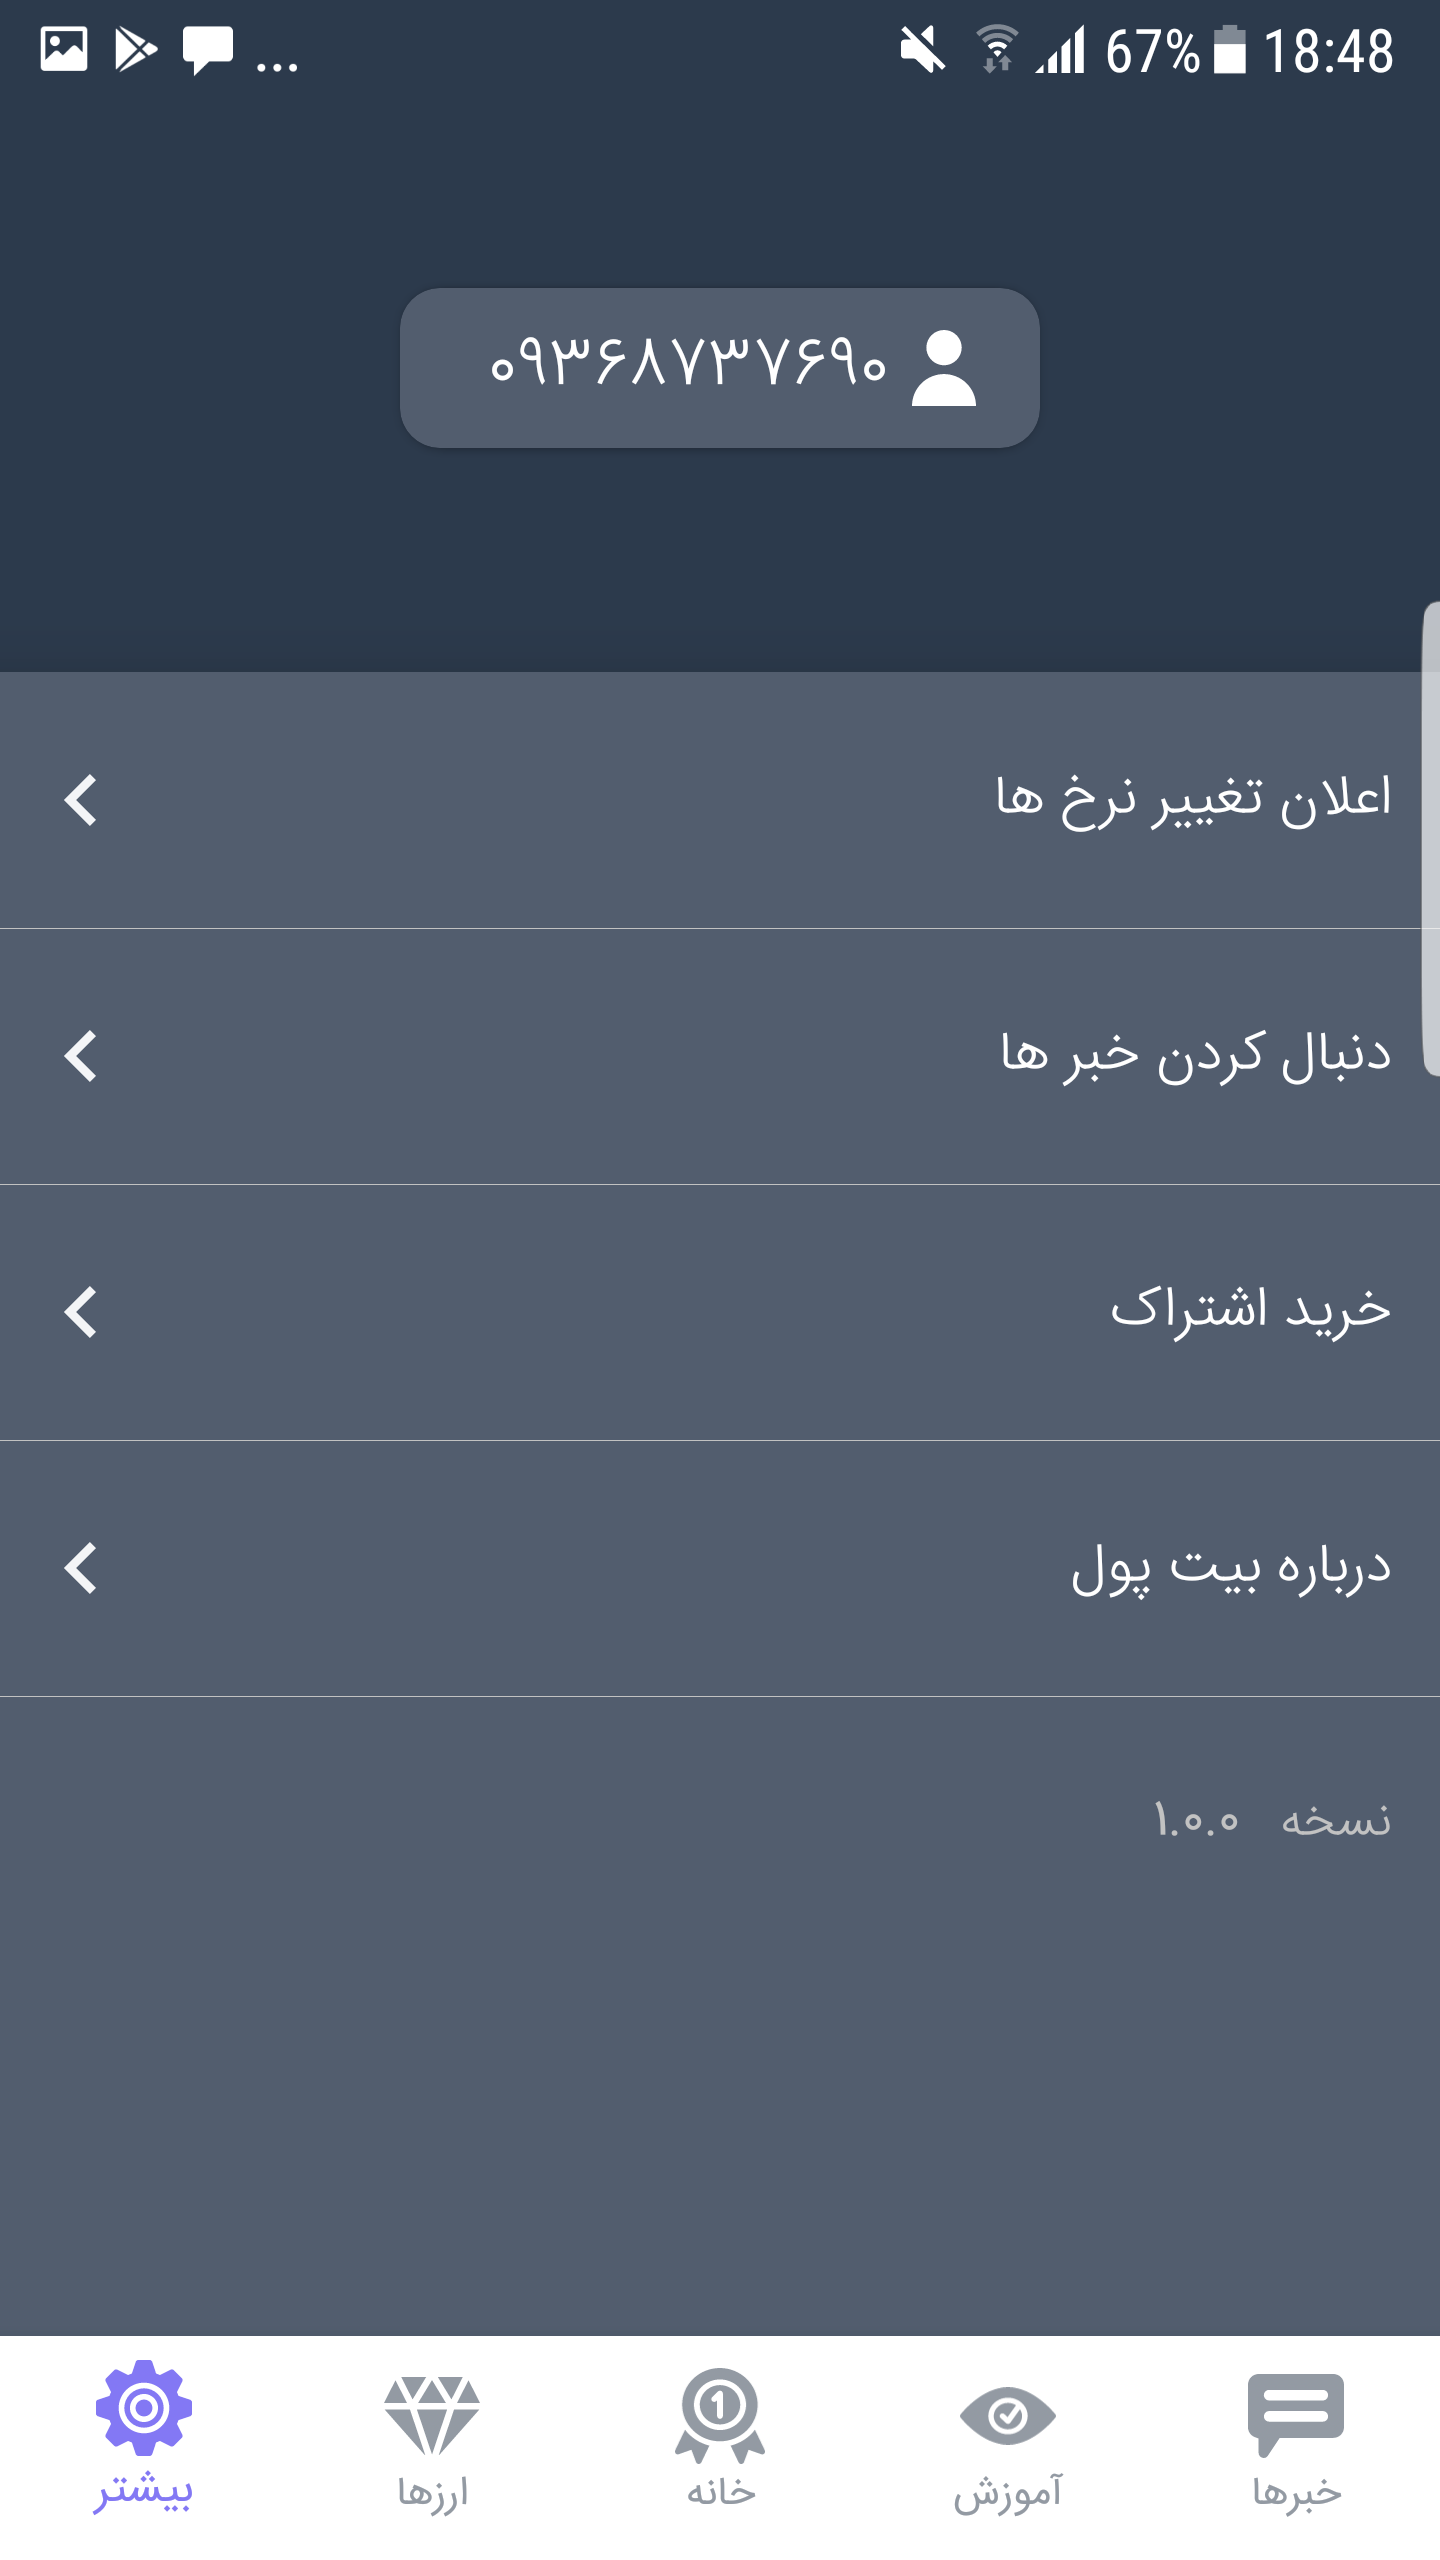 67% 18:48
۰۹۳۶۸۷۳۷۶۹۰
اعلان تغییر نرخ ها
دنبال کردن خبر ها
خرید اشتراک
درباره بیت پول
نسخه ۱.۰.۰
خبرها
آموزش
خانه
ارزها
بیشتر